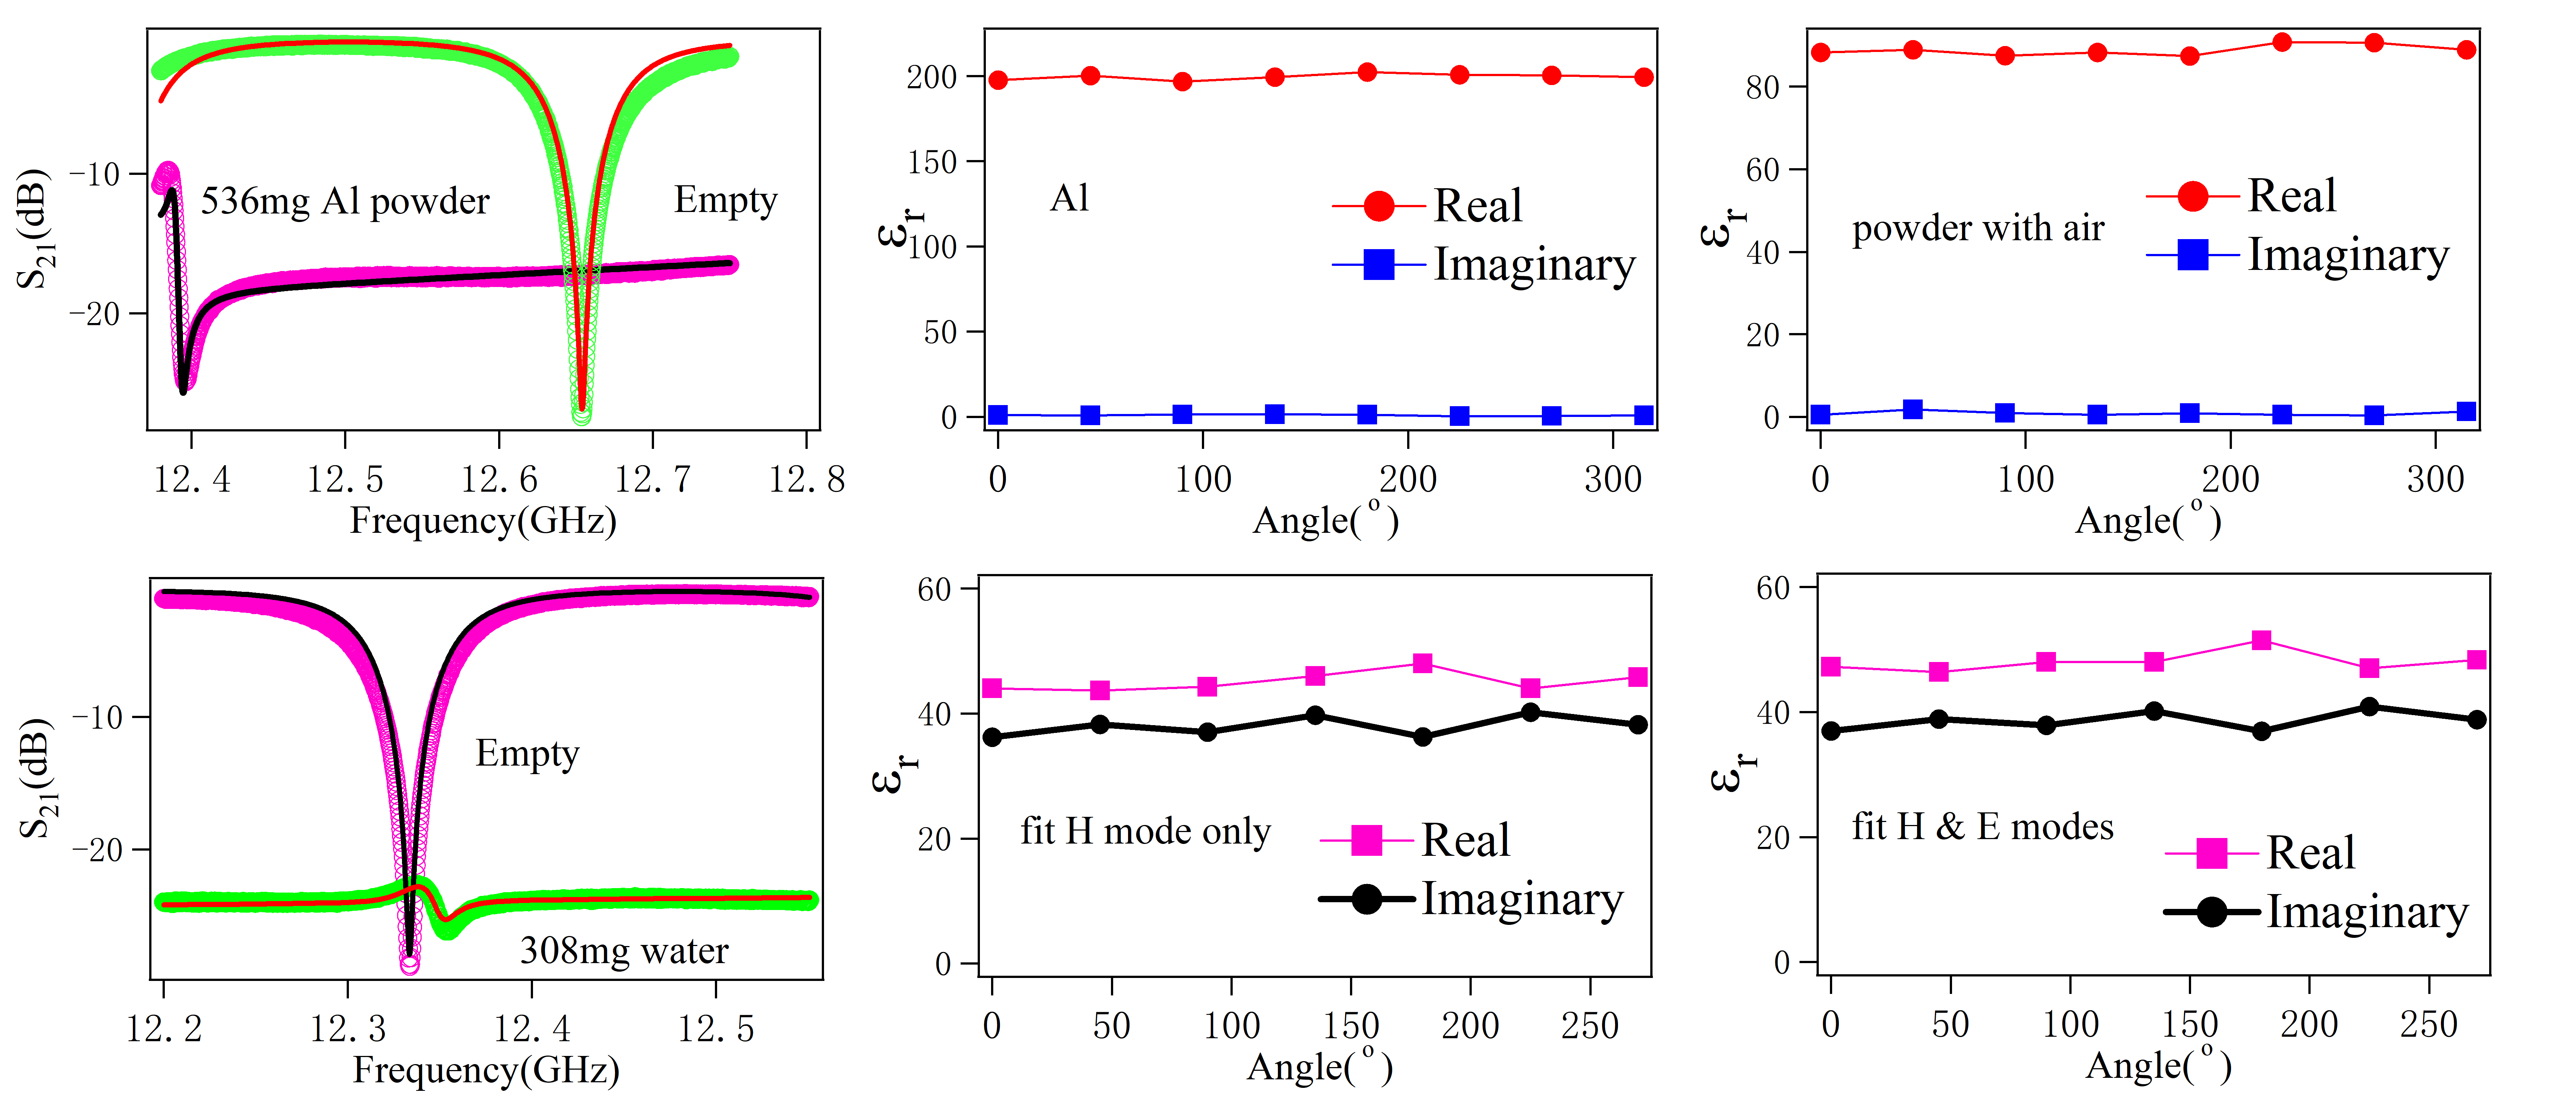 S21(dB)
-10
-20
536mg Al powder
Empty
12.4 12.5 12.6 12.7 12.8
Frequency(GHz)
εr
200
150
100
50
0
Al
Real
Imaginary
0 100 200 300
Angle(°)
εr
80
60
40
20
0
powder with air
Real
Imaginary
0 100 200 300
Angle(°)
S21(dB)
-10
-20
Empty
308mg water
12.2 12.3 12.4 12.5
Frequency(GHz)
εr
60
40
20
0
fit H mode only
Real
Imaginary
0 50 100 150 200 250
Angle(°)
εr
60
40
20
0
fit H & E modes
Real
Imaginary
0 50 100 150 200 250
Angle(°)